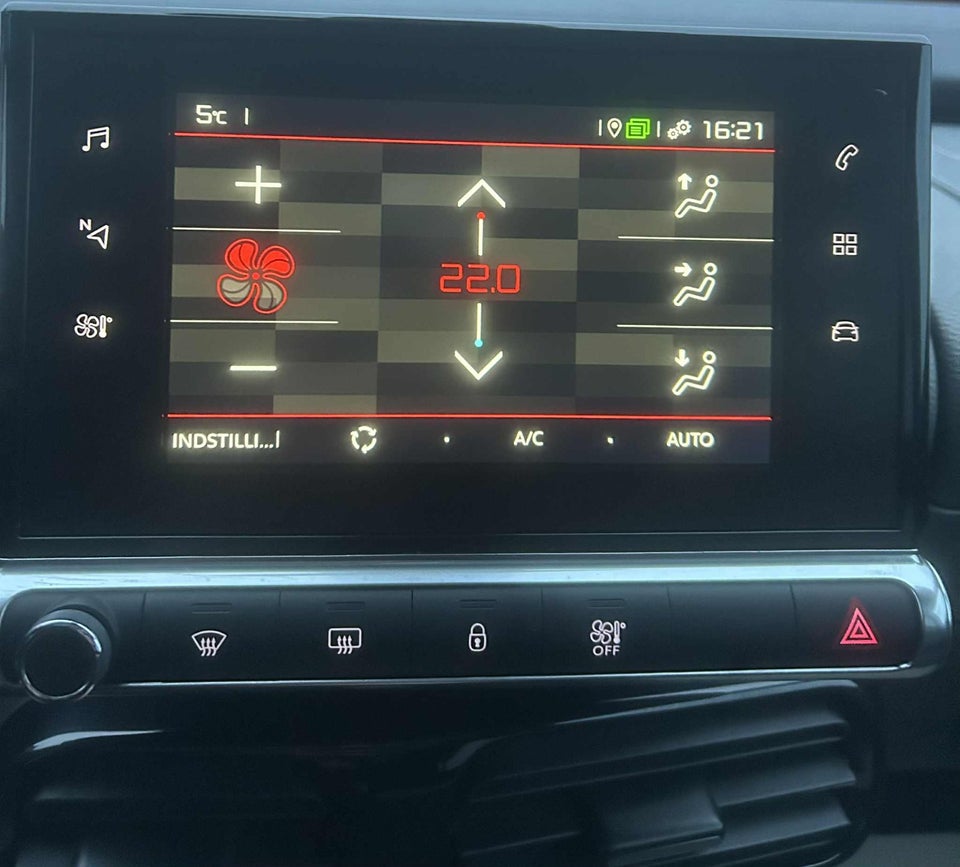 5°C
16:21
N
22.0
INDSTILLI...I
A/C
AUTO
OFF